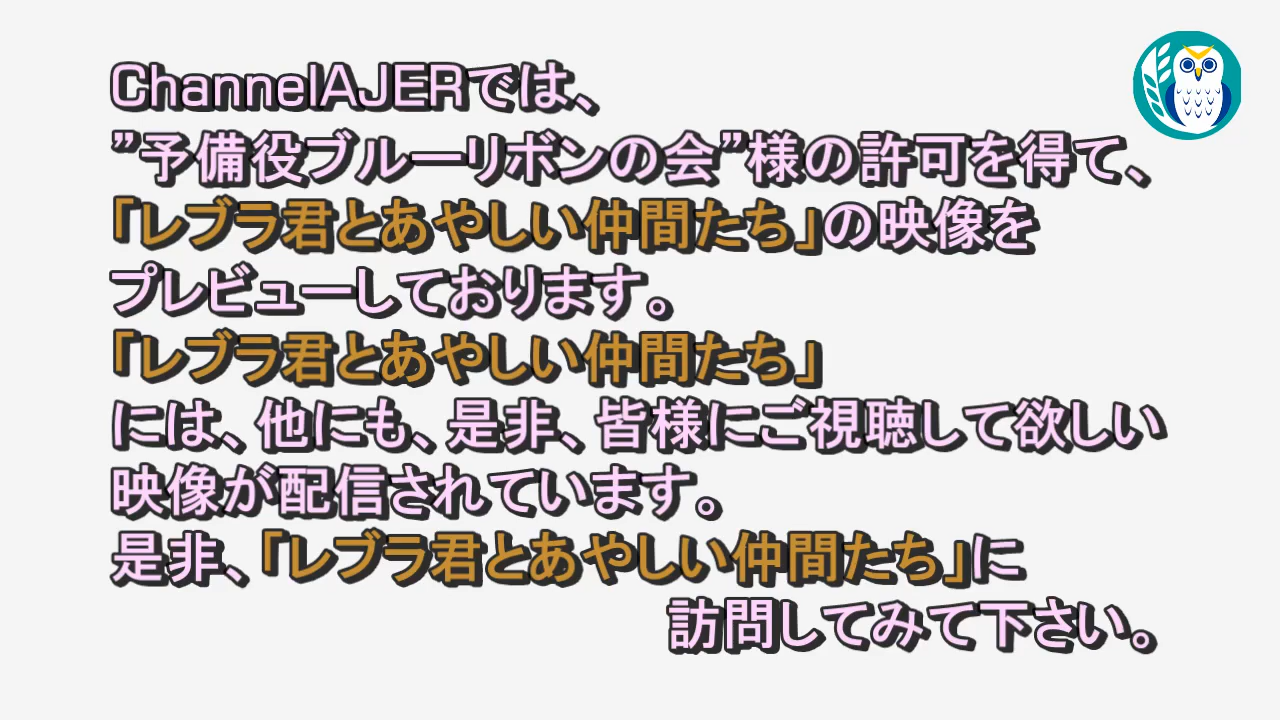 ChannelAJERでは、
”予備役ブルーリボンの会”様の許可を得て、
「レブラ君とあやしい仲間たち」の映像を
プレビューしております。
「レブラ君とあやしい仲間たち」
には、他にも、是非、皆様にご視聴して欲しい
映像が配信されています。
是非、「レブラ君とあやしい仲間たち」に
訪問してみて下さい。